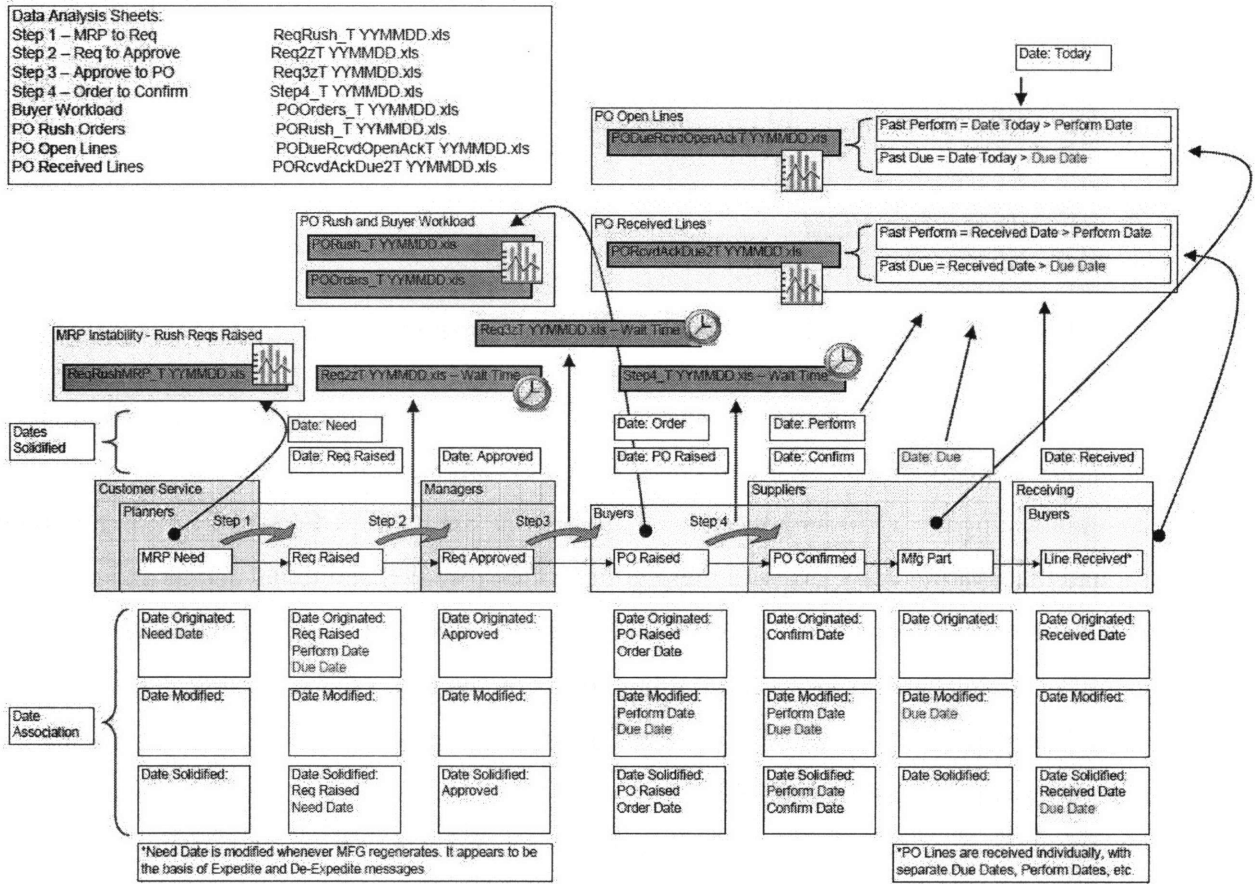 Data Analysis Sheets:
Step 1 – MRP to Req ReqRush_T YYMMDD.xls
Step 2 – Req to Approve Req2zT YYMMDD.xls
Step 3 – Approve to PO Req3zT YYMMDD.xls
Step 4 – Order to Confirm Step4_T YYMMDD.xls
Buyer Workload POOrders_T YYMMDD.xls
PO Rush Orders PORush_T YYMMDD.xls
PO Open Lines PODueRcvdOpenAckT YYMMDD.xls
PO Received Lines PORcvdAckDue2T YYMMDD.xls
Date: Today
PO Open Lines
PODueRcvdOpenAckT YYMMDD.xls
Past Perform = Date Today > Perform Date
Past Due = Date Today > Due Date
PO Rush and Buyer Workload
PORush_T YYMMDD.xls
POOrders_T YYMMDD.xls
PO Received Lines
PORcvdAckDue2T YYMMDD.xls
Past Perform = Received Date > Perform Date
Past Due = Received Date > Due Date
MRP Instability - Rush Reqs Raised
ReqRushMRP_T YYMMDD.xls
Req2zT YYMMDD.xls – Wait Time
Req3zT YYMMDD.xls – Wait Time
Step4_T YYMMDD.xls – Wait Time
Dates
Solidified
Date: Need
Date: Req Raised
Date: Approved
Date: Order
Date: PO Raised
Date: Perform
Date: Confirm
Date: Due
Date: Received
Customer Service
Planners
Managers
Buyers
Suppliers
Receiving
Buyers
Step 1
Step 2
Step3
Step 4
MRP Need
Req Raised
Req Approved
PO Raised
PO Confirmed
Mfg Part
Line Received*
Date
Association
Date Originated:
Need Date
Date Originated:
Req Raised
Perform Date
Due Date
Date Originated:
Approved
Date Originated:
PO Raised
Order Date
Date Originated:
Confirm Date
Date Originated:
Date Originated:
Received Date
Date Modified:
Date Modified:
Date Modified:
Date Modified:
Perform Date
Due Date
Date Modified:
Perform Date
Due Date
Date Modified:
Due Date
Date Modified:
Date Solidified:
Date Solidified:
Req Raised
Need Date
Date Solidified:
Approved
Date Solidified:
PO Raised
Order Date
Date Solidified:
Perform Date
Confirm Date
Date Solidified:
Date Solidified:
Received Date
Due Date
*Need Date is modified whenever MFG regenerates. It appears to be
the basis of Expedite and De-Expedite messages.
*PO Lines are received individually, with
separate Due Dates, Perform Dates, etc.